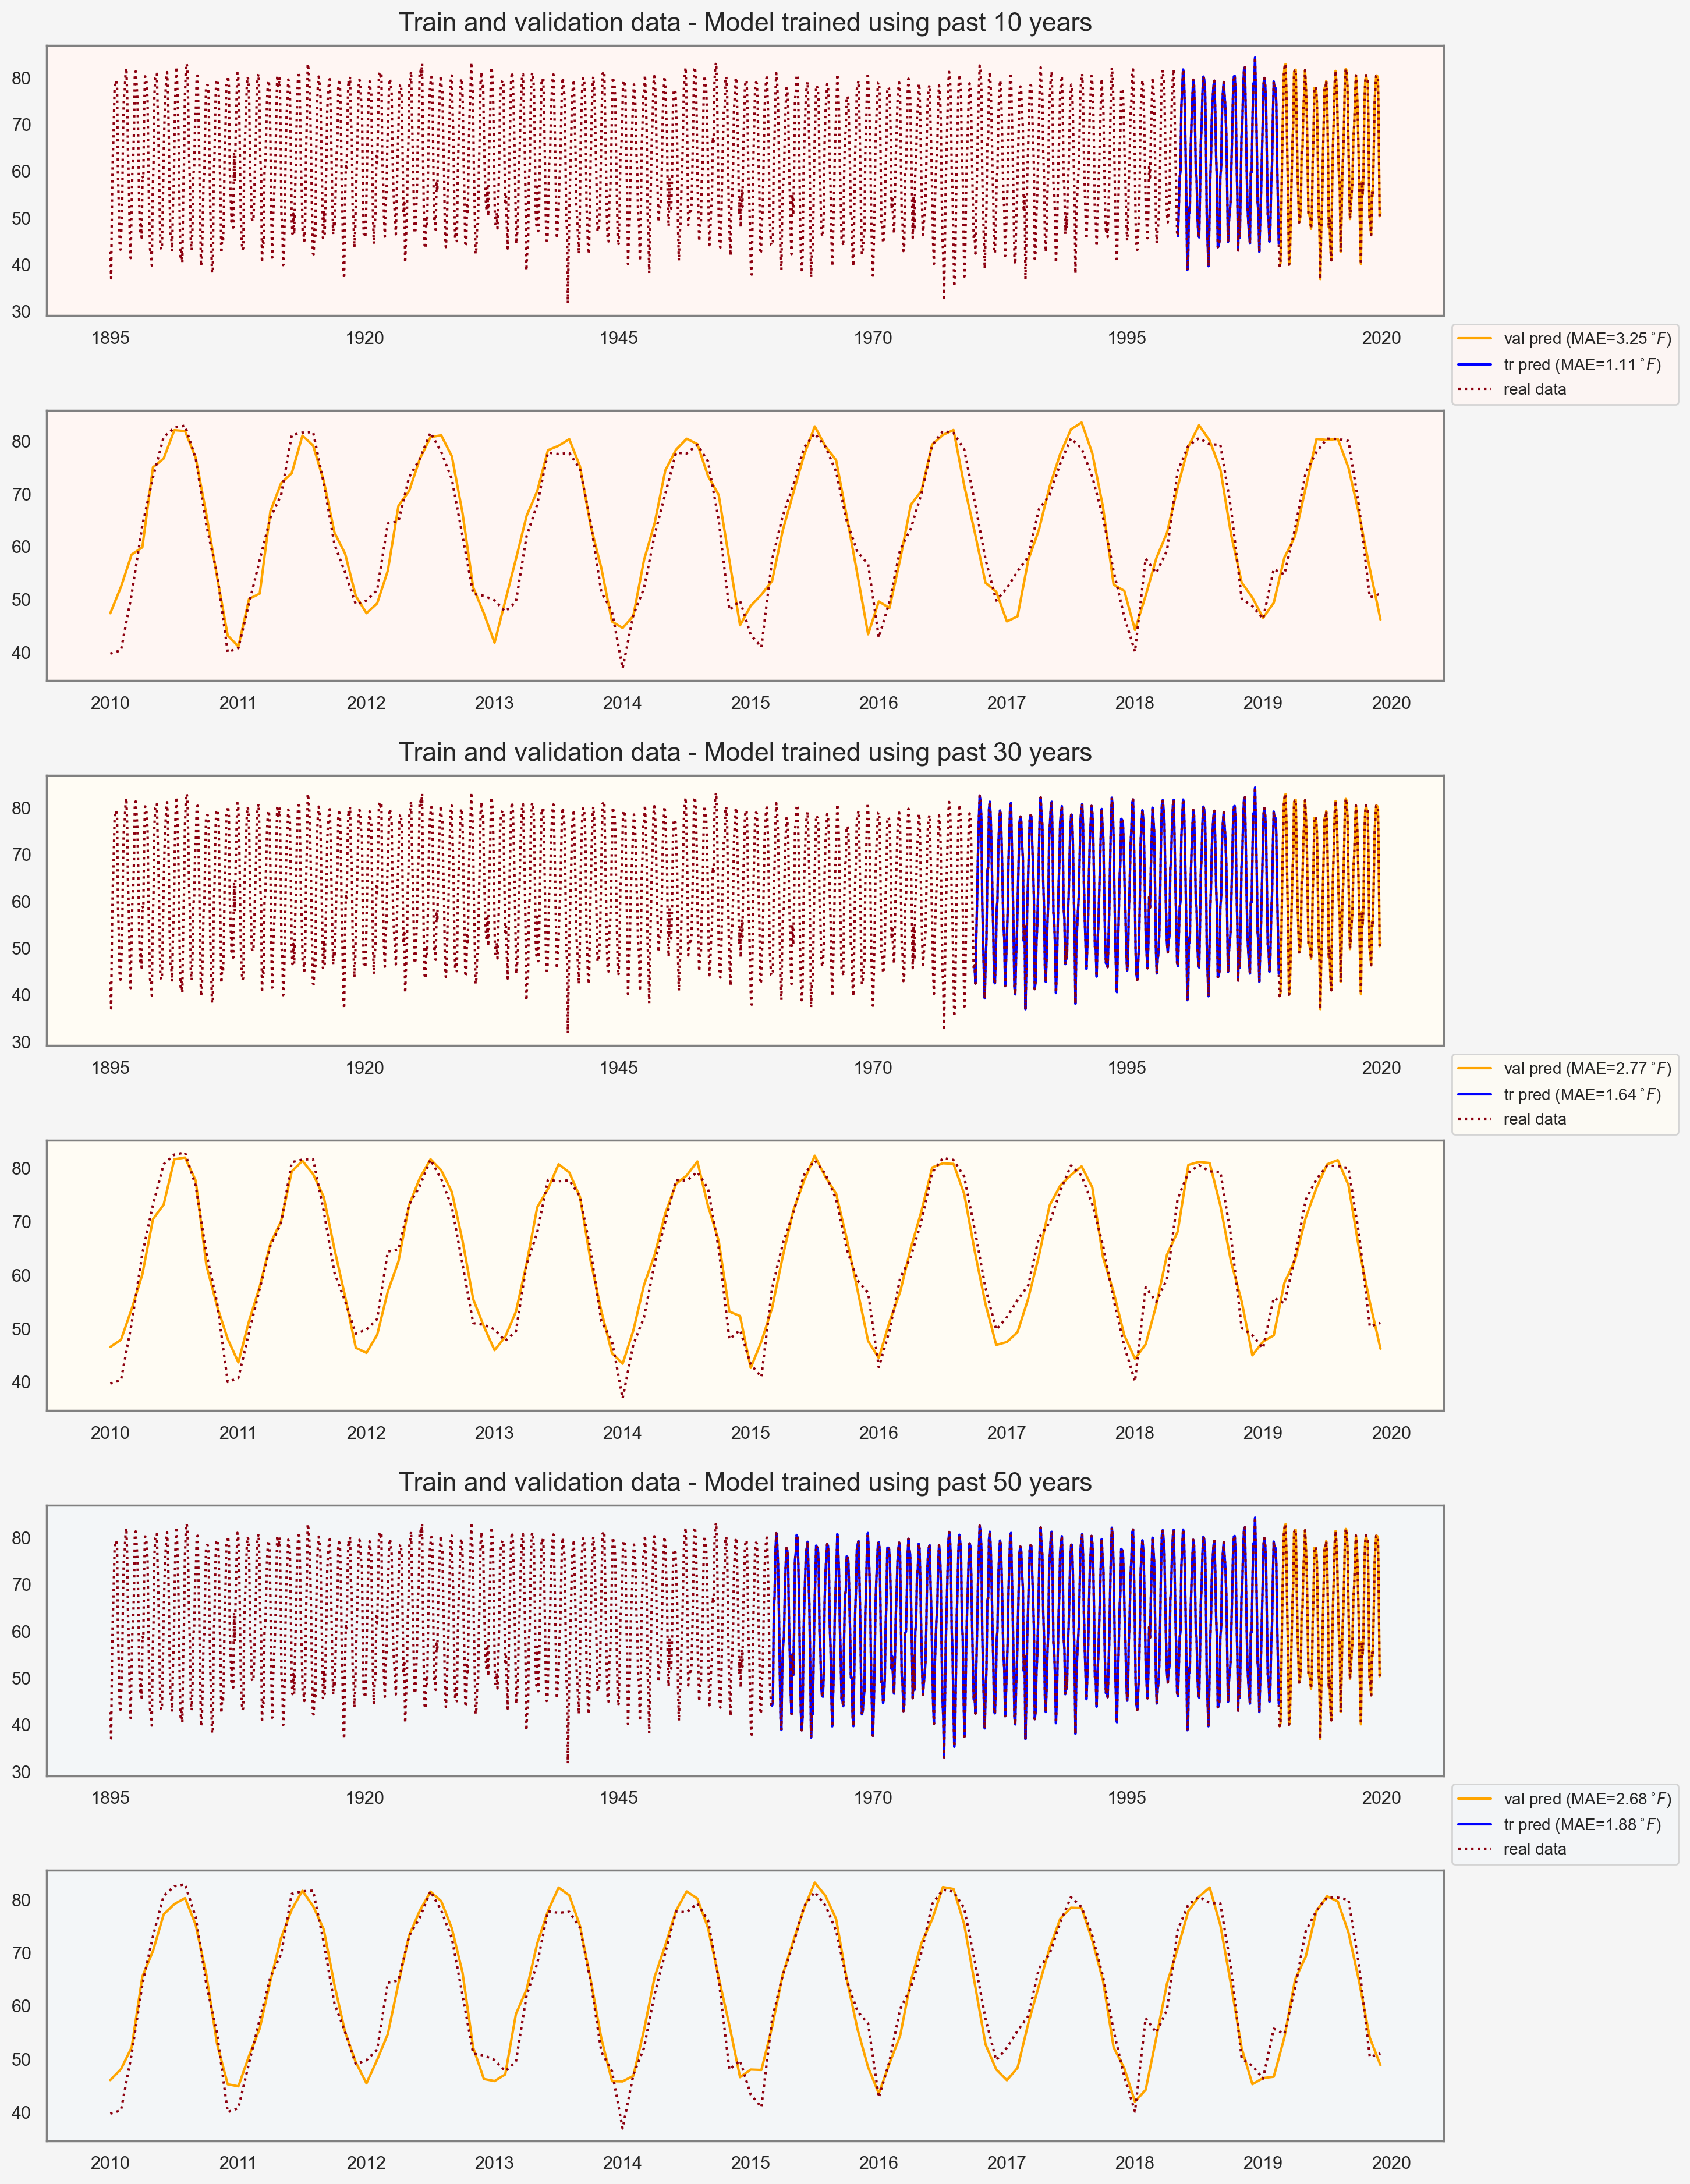 Train and validation data - Model trained using past 10 years
80
70
60
50
40
30
1895 1920 1945 1970 1995 2020
val pred (MAE=3.25°F)
tr pred (MAE=1.11°F)
real data
80
70
60
50
40
2010 2011 2012 2013 2014 2015 2016 2017 2018 2019 2020
Train and validation data - Model trained using past 30 years
80
70
60
50
40
30
1895 1920 1945 1970 1995 2020
val pred (MAE=2.77°F)
tr pred (MAE=1.64°F)
real data
80
70
60
50
40
2010 2011 2012 2013 2014 2015 2016 2017 2018 2019 2020
Train and validation data - Model trained using past 50 years
80
70
60
50
40
30
1895 1920 1945 1970 1995 2020
val pred (MAE=2.68°F)
tr pred (MAE=1.88°F)
real data
80
70
60
50
40
2010 2011 2012 2013 2014 2015 2016 2017 2018 2019 2020